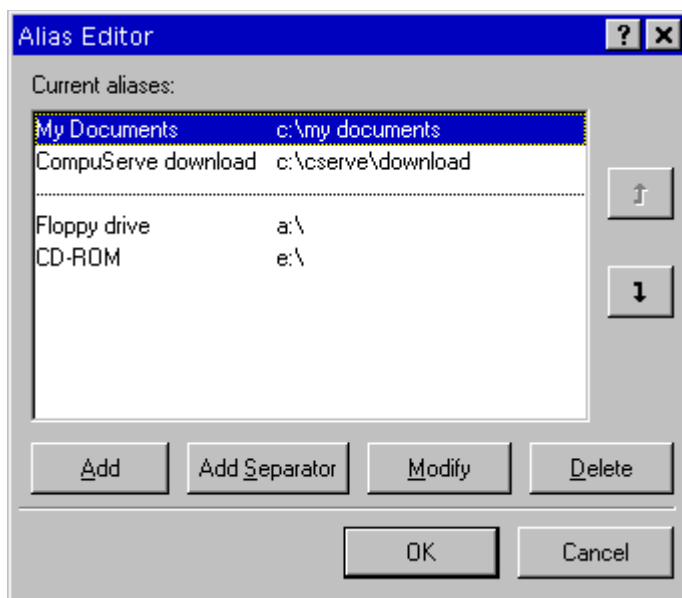 Alias Editor
Current aliases:
My Documents c:\my documents
CompuServe download c:\cserve\download
Floppy drive a:\
CD-ROM e:\
Add Add Separator Modify Delete
OK Cancel